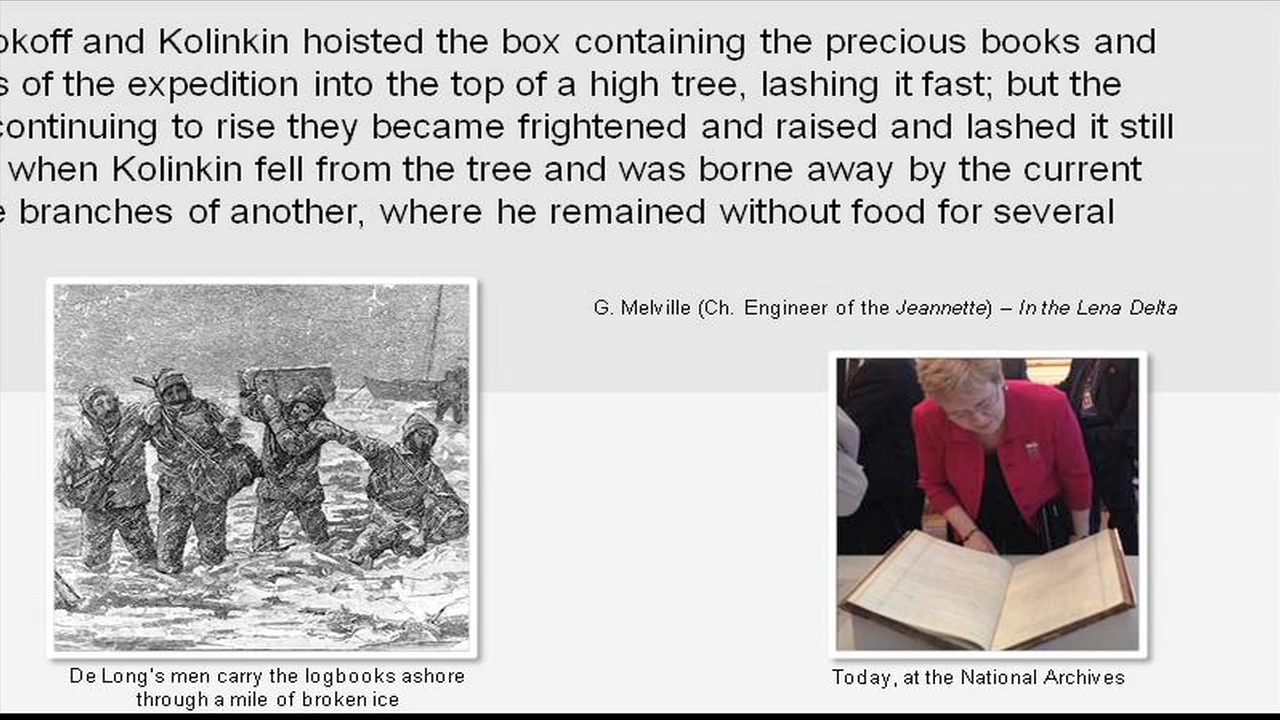 okoff and Kolinkin hoisted the box containing the precious books and
s of the expedition into the top of a high tree, lashing it fast; but the
continuing to rise they became frightened and raised and lashed it still
when Kolinkin fell from the tree and was borne away by the current
e branches of another, where he remained without food for several
G. Melville (Ch. Engineer of the Jeannette) – In the Lena Delta
De Long's men carry the logbooks ashore
through a mile of broken ice
Today, at the National Archives